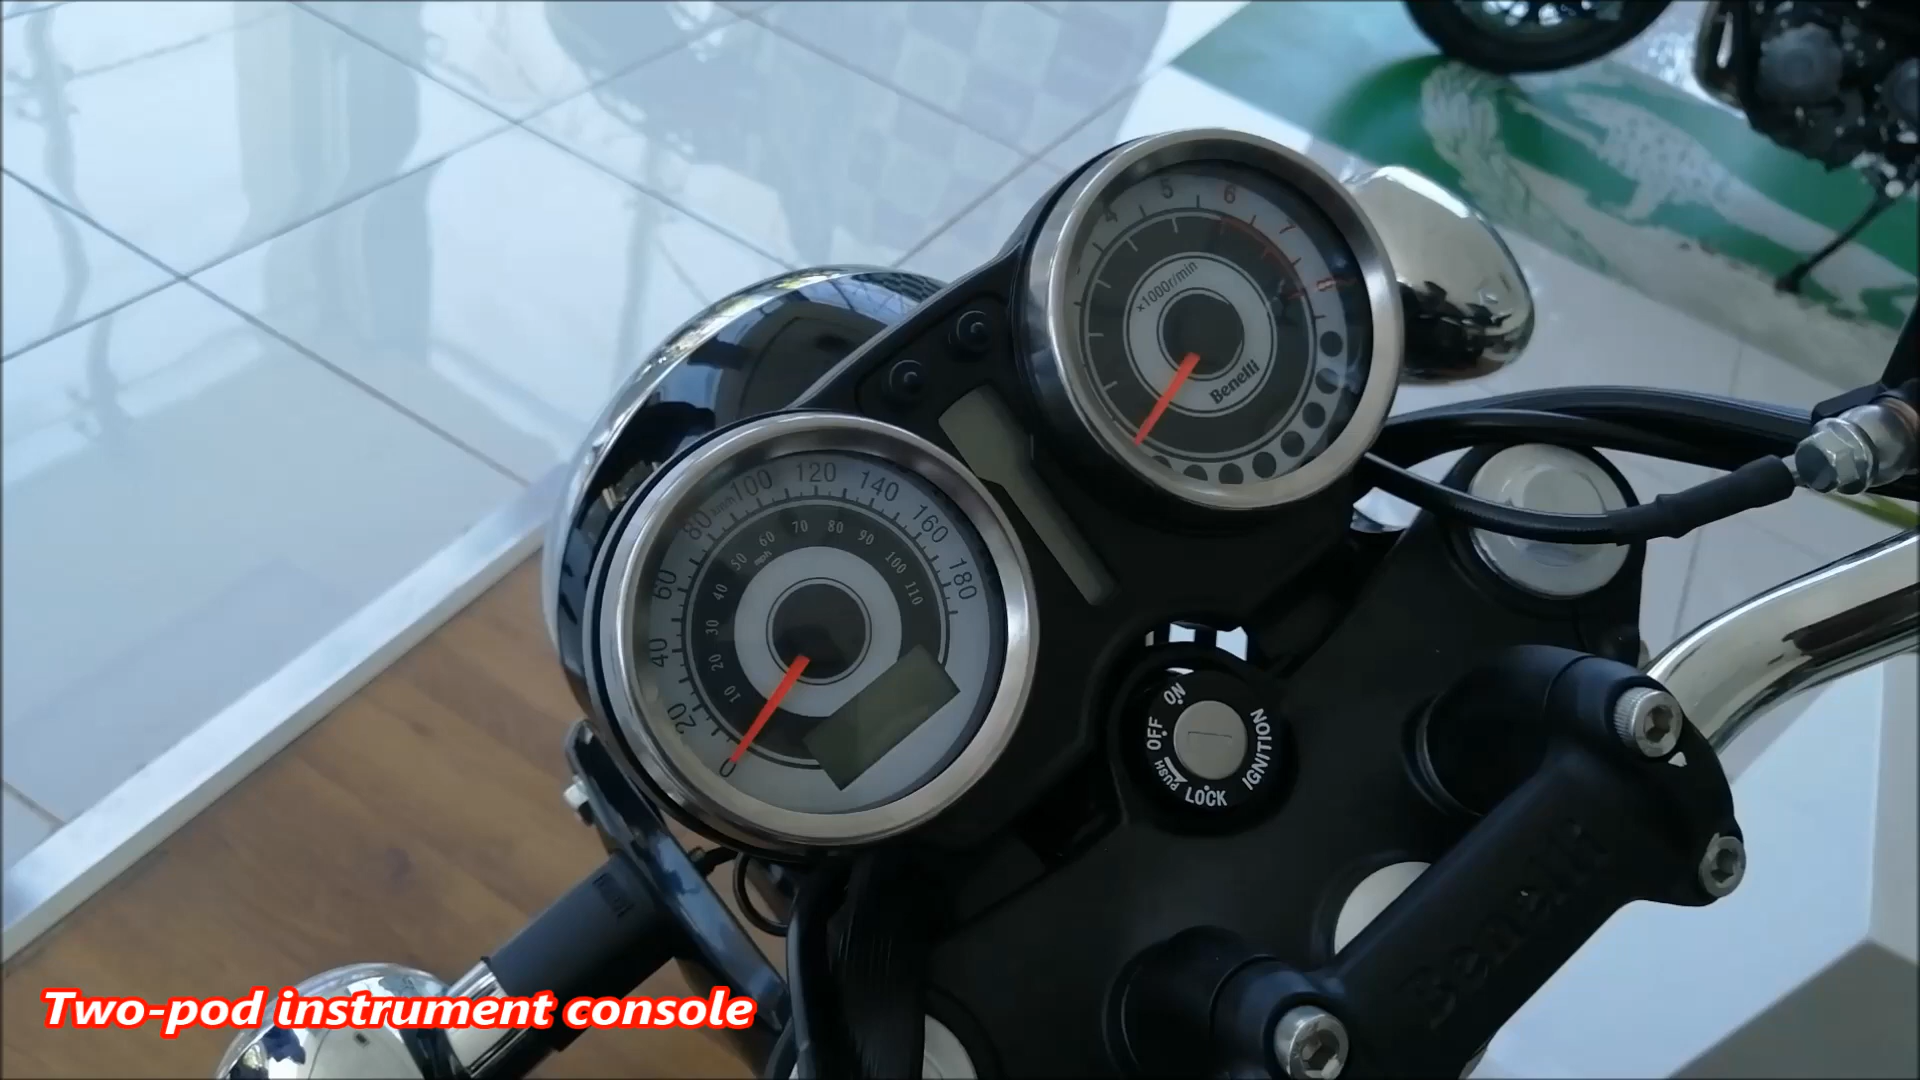 4
5
6
7
8
x1000r/min
Benelli
km/h
0
20
40
60
80
100
120
140
160
180
mph
10
20
30
40
50
60
70
80
90
100
110
ON
OFF
PUSH
LOCK
IGNITION
Benelli
Two-pod instrument console